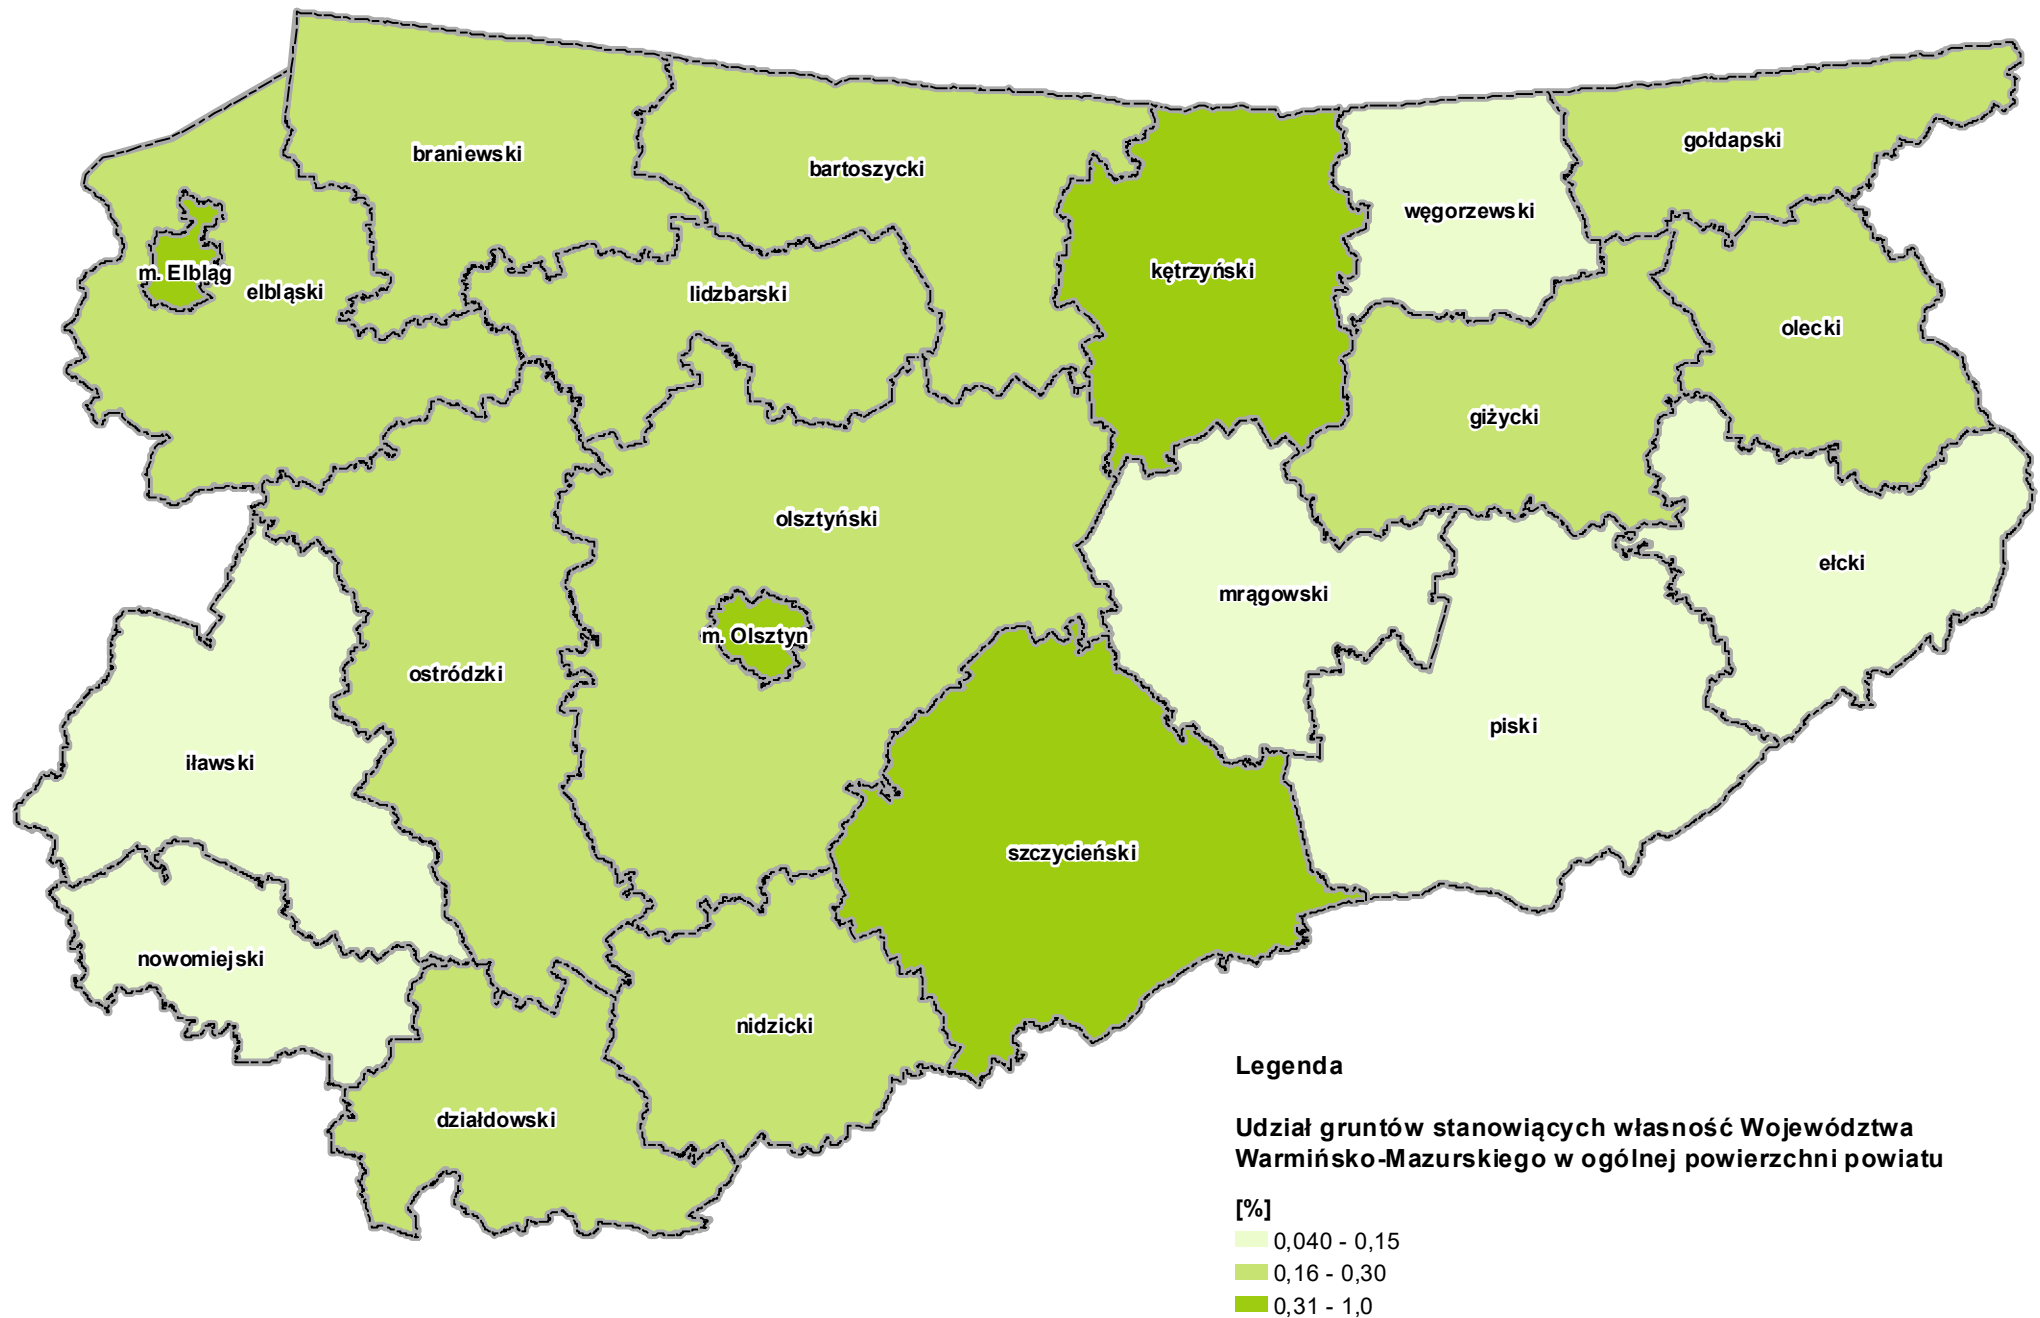 braniewski
bartoszycki
gołdapski
węgorzewski
m. Elbląg
elbląski
lidzbarski
kętrzyński
olecki
giżycki
olsztyński
ełcki
mrągowski
m. Olsztyn
ostródzki
piski
iławski
szczycieński
nowomiejski
nidzicki
działdowski
Legenda
Udział gruntów stanowiących własność Województwa
Warmińsko-Mazurskiego w ogólnej powierzchni powiatu
[%]
0,040 - 0,15
0,16 - 0,30
0,31 - 1,0